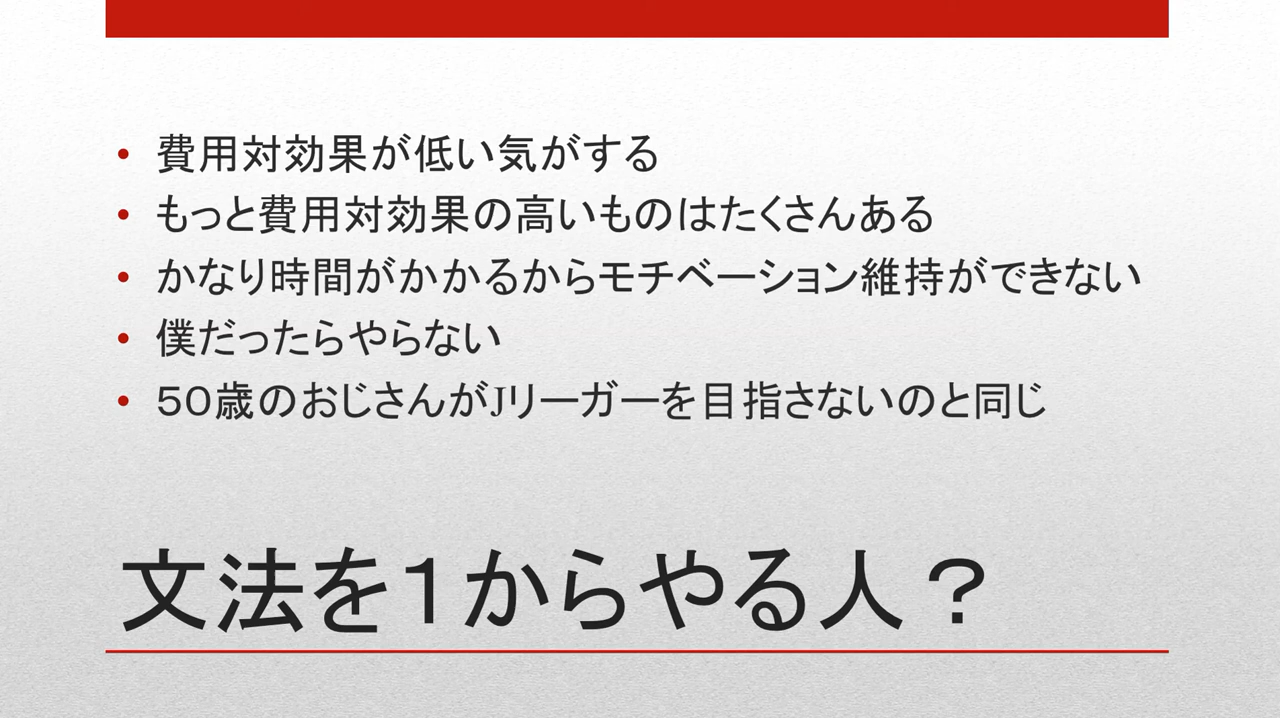 • 費用対効果が低い気がする
• もっと費用対効果の高いものはたくさんある
• かなり時間がかかるからモチベーション維持ができない
• 僕だったらやらない
• ５０歳のおじさんがJリーガーを目指さないのと同じ
文法を１からやる人？